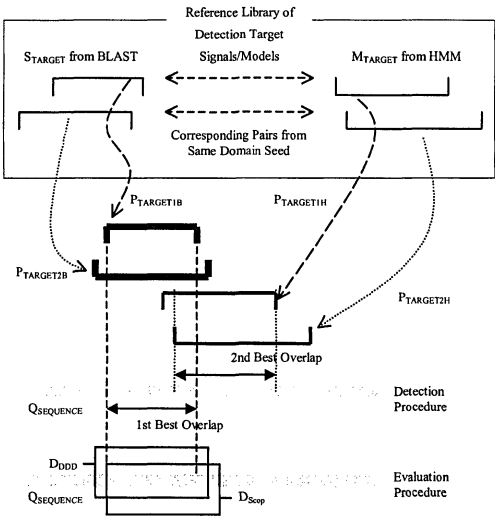 Reference Library of
Detection Target
Signals/Models
STARGET from BLAST
MTARGET from HMM
Corresponding Pairs from
Same Domain Seed
PTARGET1B
PTARGET1H
PTARGET2B
PTARGET2H
2nd Best Overlap
Detection
Procedure
QSEQUENCE
1st Best Overlap
DDDD
Evaluation
Procedure
QSEQUENCE
DScop